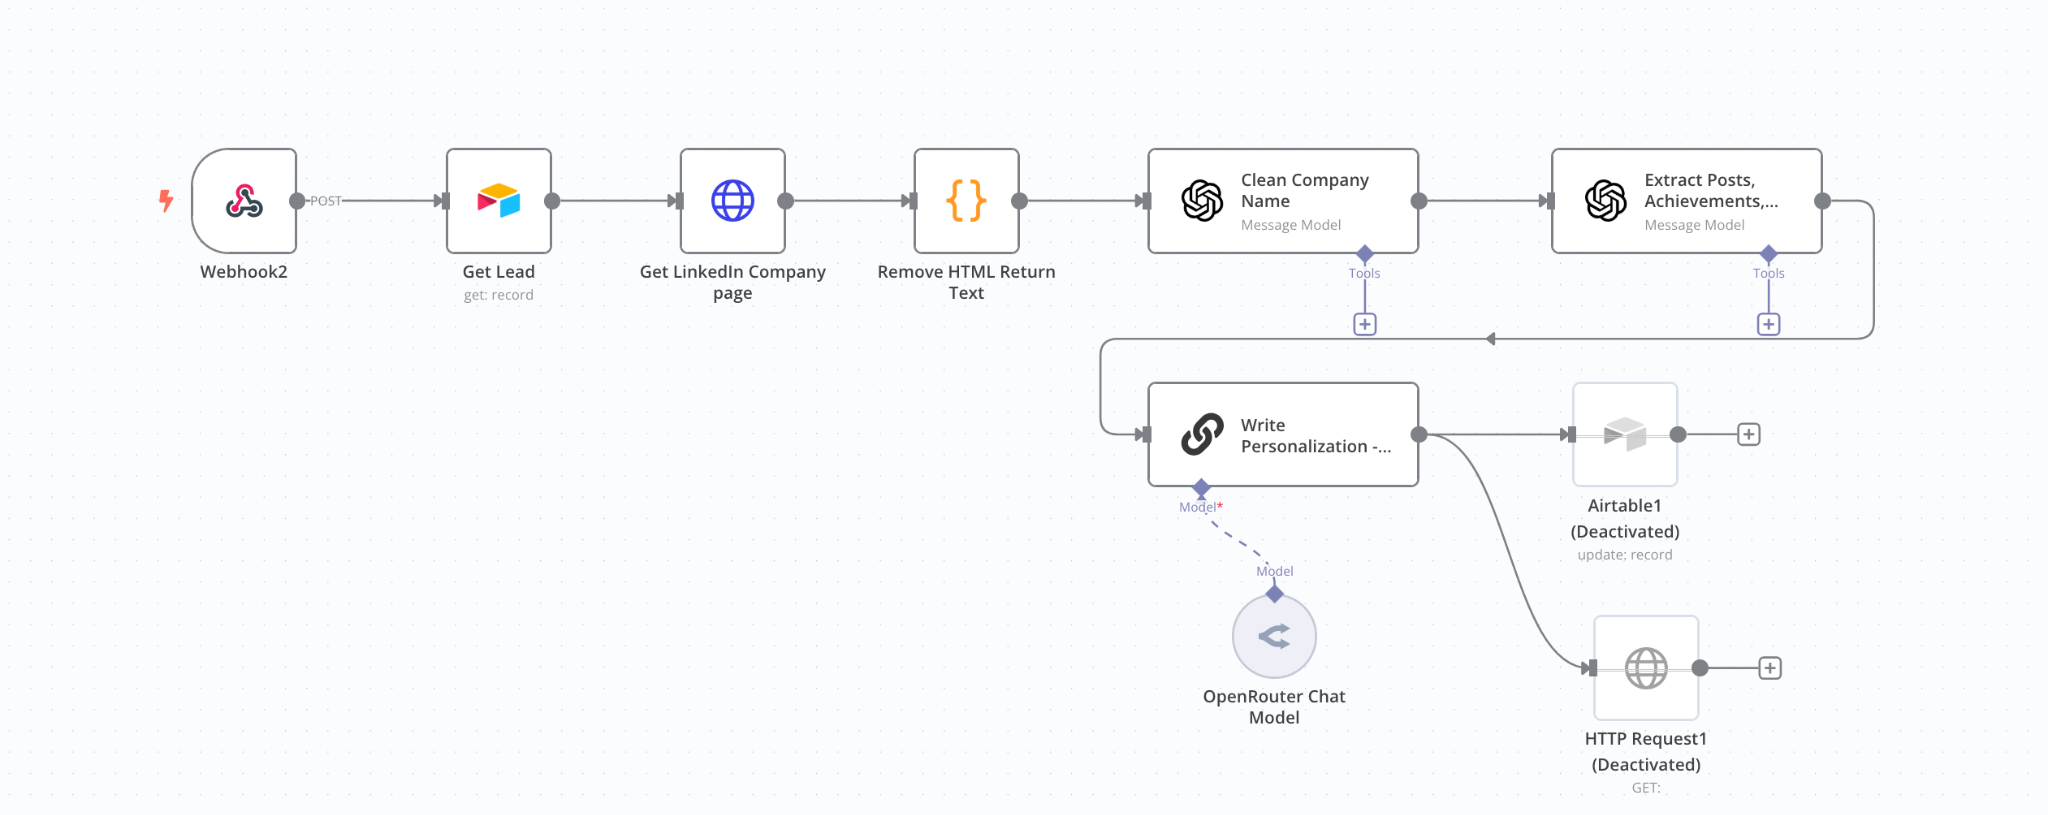 POST
Webhook2
Get Lead
get: record
Get LinkedIn Company
page
Remove HTML Return
Text
Clean Company
Name
Message Model
Tools
Extract Posts,
Achievements,...
Message Model
Tools
Write
Personalization -...
Model*
Model
OpenRouter Chat
Model
Airtable1
(Deactivated)
update: record
HTTP Request1
(Deactivated)
GET: